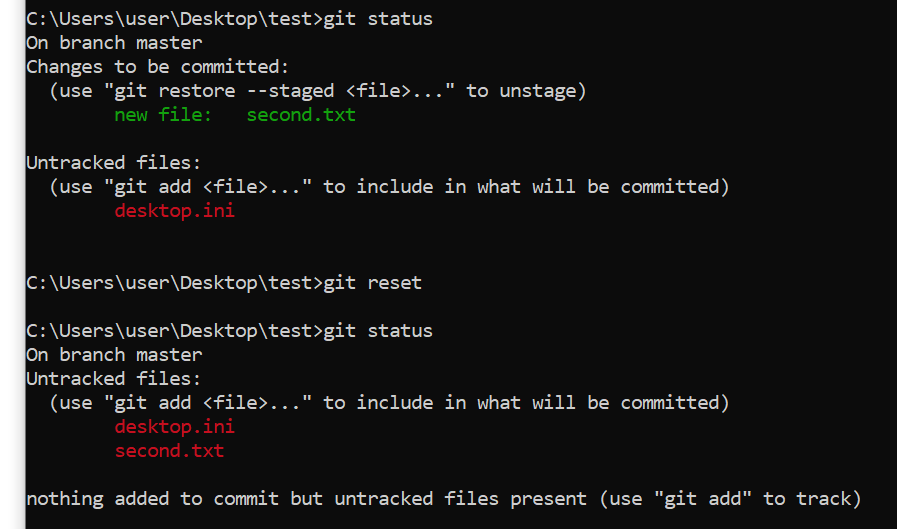 C:\Users\user\Desktop\test>git status
On branch master
Changes to be committed:
  (use "git restore --staged <file>..." to unstage)
        new file:   second.txt
Untracked files:
  (use "git add <file>..." to include in what will be committed)
        desktop.ini
C:\Users\user\Desktop\test>git reset
C:\Users\user\Desktop\test>git status
On branch master
Untracked files:
  (use "git add <file>..." to include in what will be committed)
        desktop.ini
        second.txt
nothing added to commit but untracked files present (use "git add" to track)